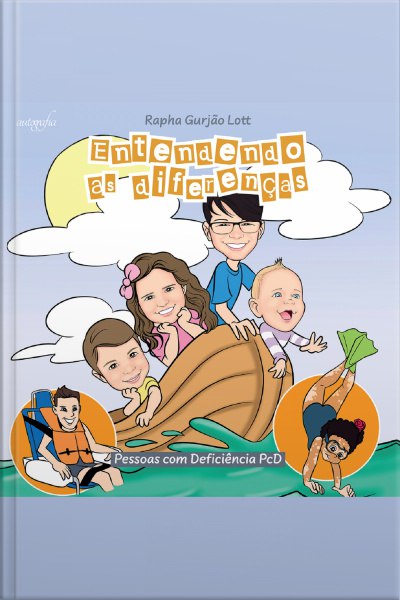 Rapha Gurjão Lott
autografia
Entendendo
as diferenças
Pessoas com Deficiência PcD